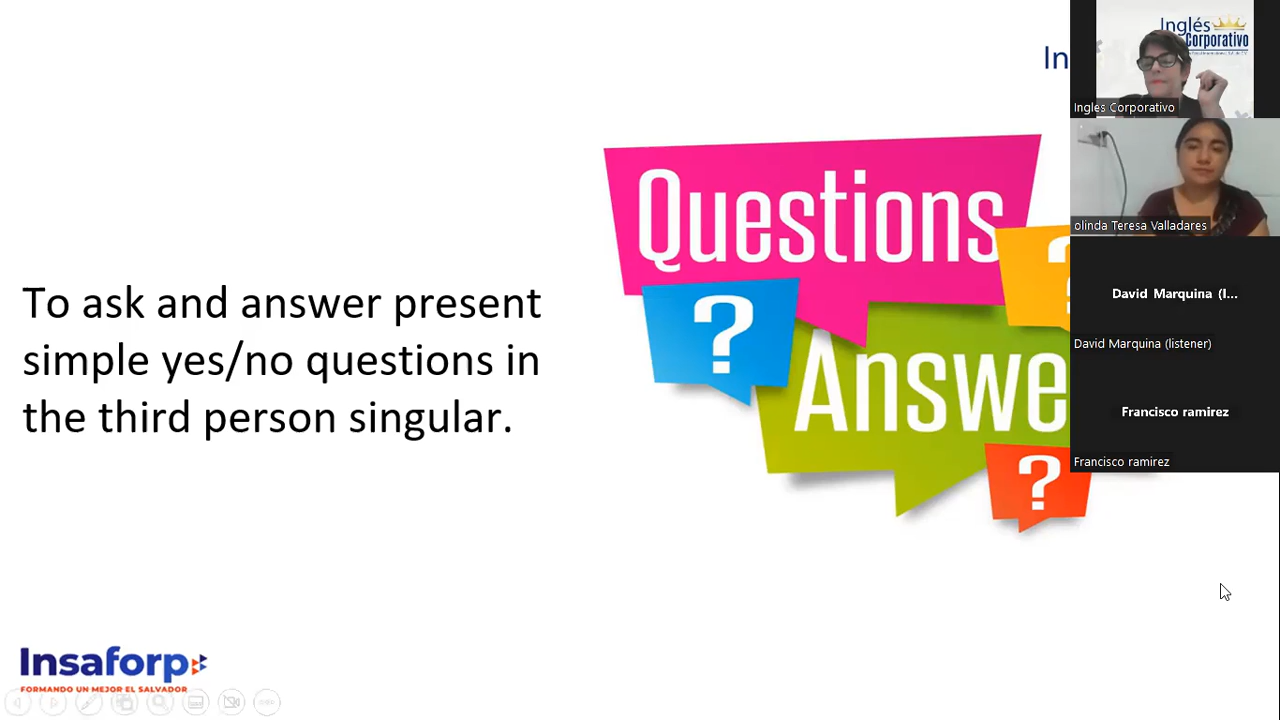 Inglés
Corporativo
In
Ingles Corporativo
olinda Teresa Valladares
David Marquina (l...
David Marquina (listener)
Francisco ramirez
Francisco ramirez
Questions
?
?
Answe
?
To ask and answer present
simple yes/no questions in
the third person singular.
Insaforp
FORMANDO UN MEJOR EL SALVADOR